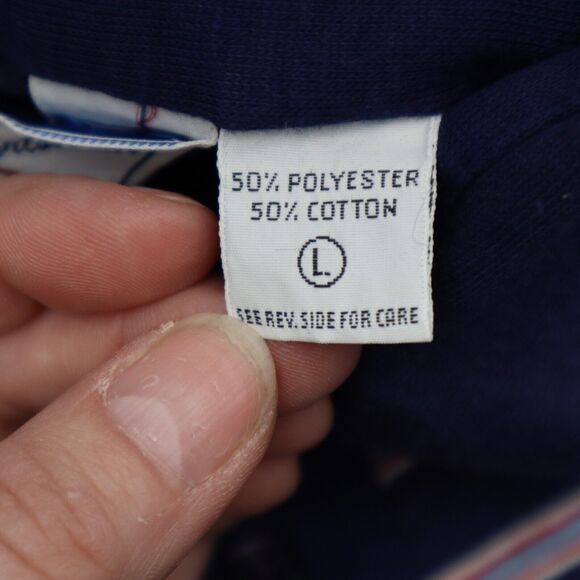 50% POLYESTER
50% COTTON
L
SEE REV. SIDE FOR CARE